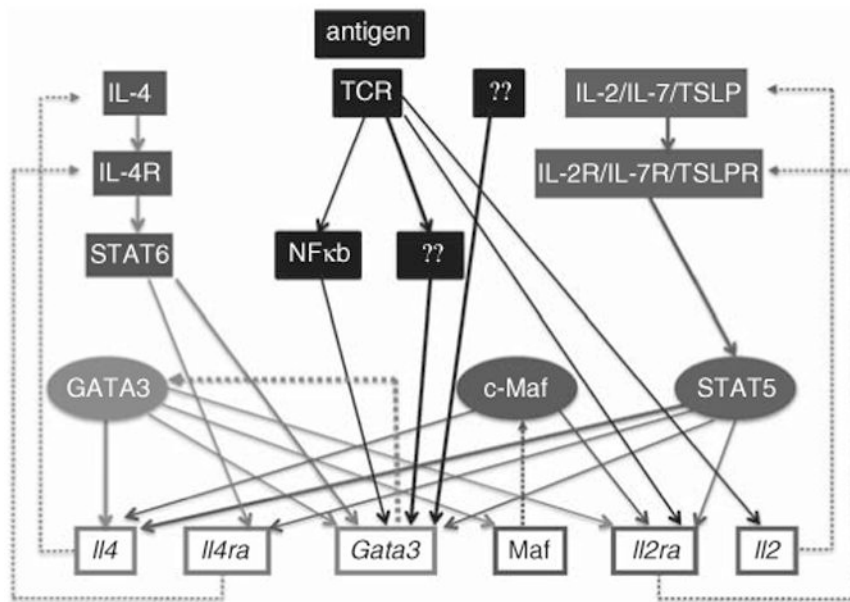 antigen
IL-4
TCR
??
IL-2/IL-7/TSLP
IL-4R
IL-2R/IL-7R/TSLPR
STAT6
NFκb
??
GATA3
c-Maf
STAT5
Il4
Il4ra
Gata3
Maf
Il2ra
Il2